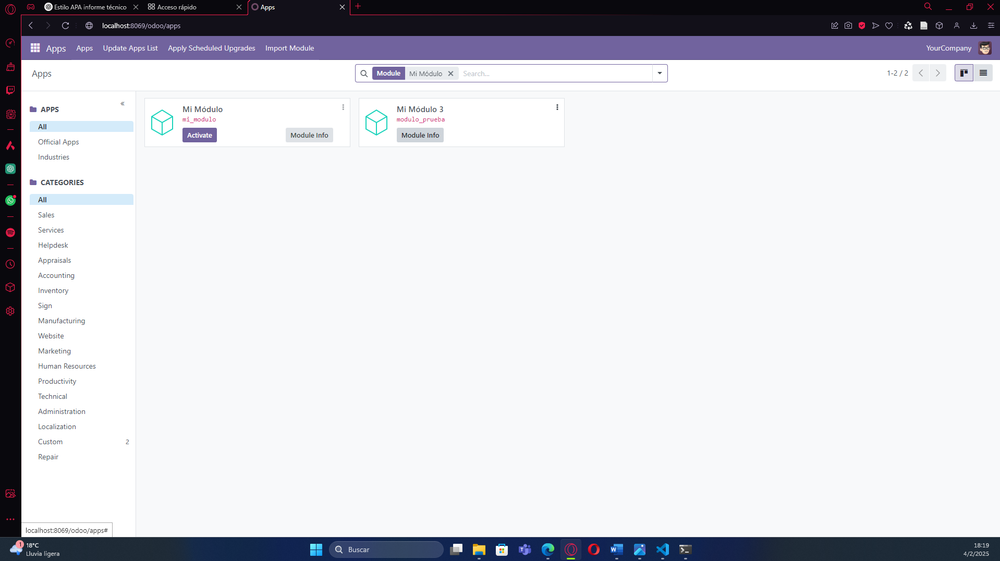 Estilo APA informe técnico
Acceso rápido
Apps
localhost:8069/odoo/apps
Apps
Apps
Update Apps List
Apply Scheduled Upgrades
Import Module
YourCompany
Apps
Module
Mi Módulo
Search...
1-2 / 2
APPS
All
Official Apps
Industries
CATEGORIES
All
Sales
Services
Helpdesk
Appraisals
Accounting
Inventory
Sign
Manufacturing
Website
Marketing
Human Resources
Productivity
Technical
Administration
Localization
Custom 2
Repair
Mi Módulo
mi_modulo
Activate
Module Info
Mi Módulo 3
modulo_prueba
Module Info
localhost:8069/odoo/apps#
1
18°C
Lluvia ligera
Buscar
18:19
4/2/2025